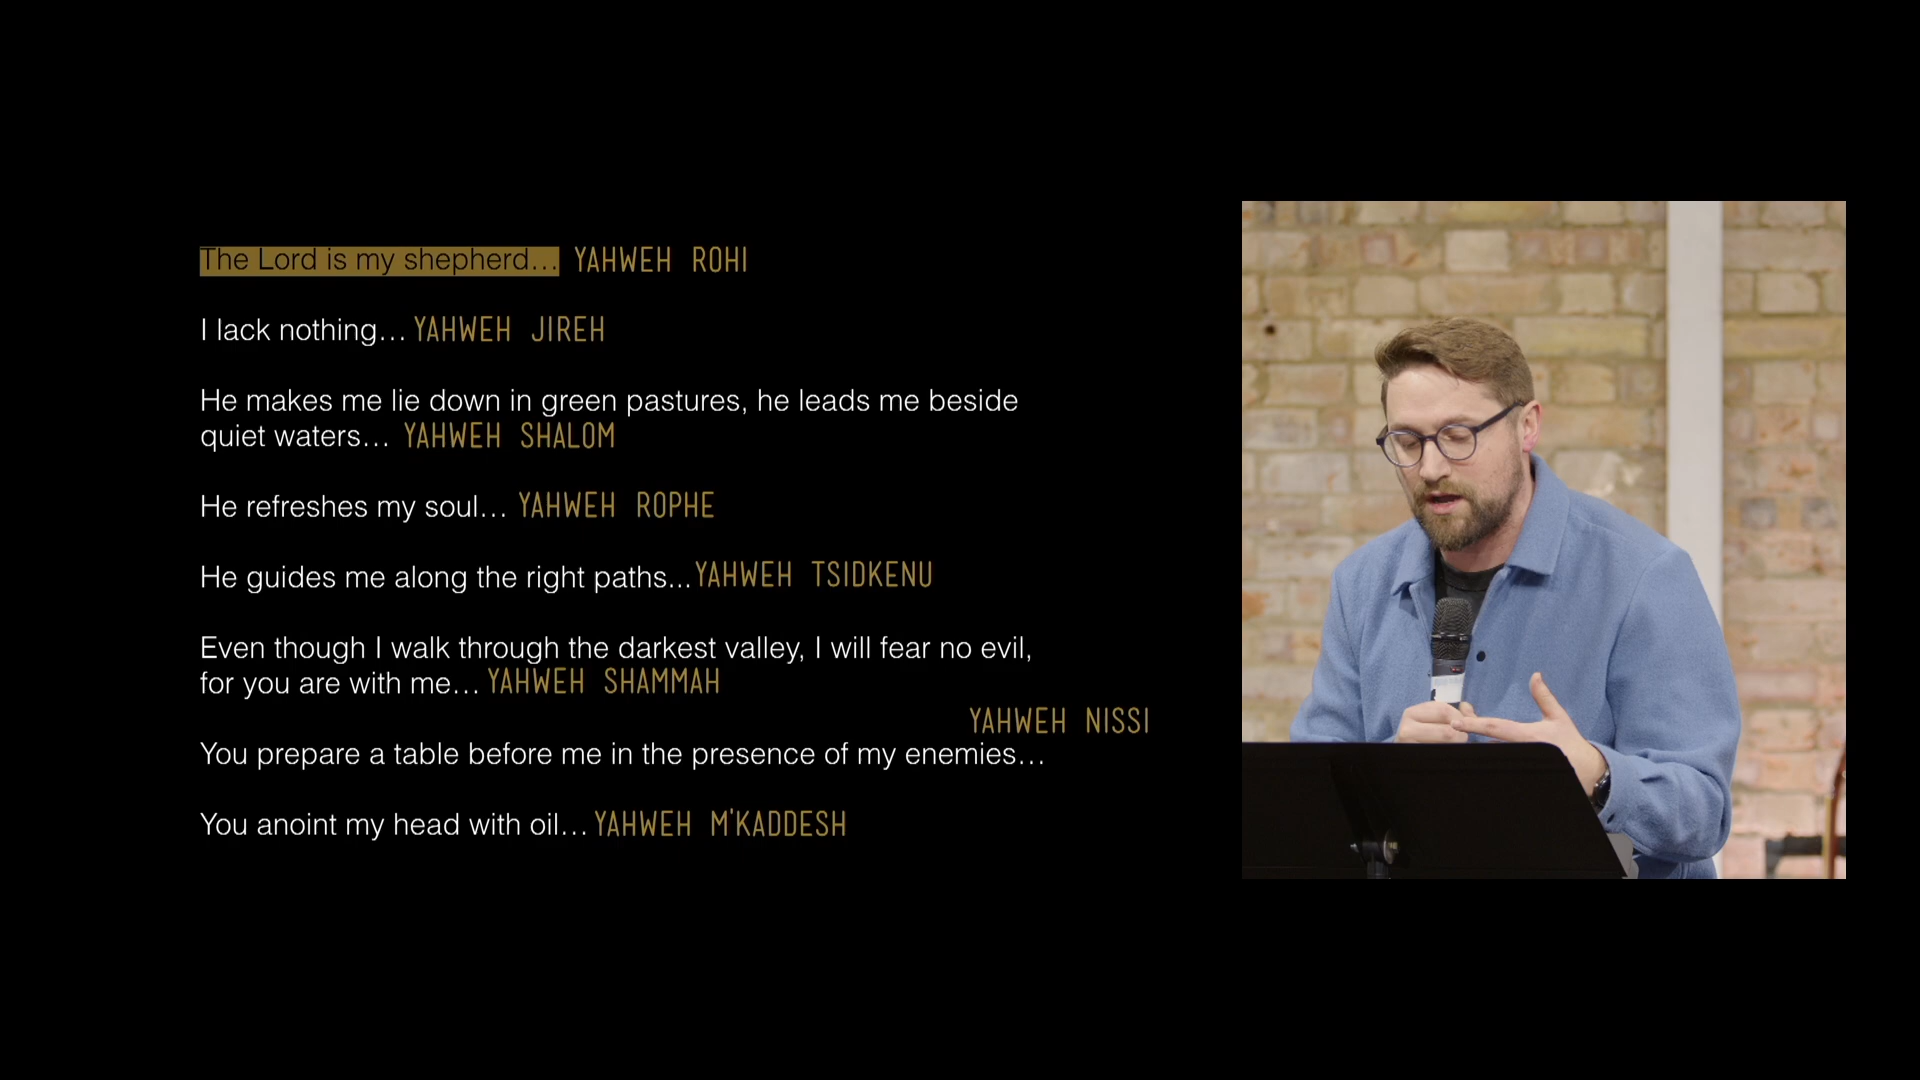 The Lord is my shepherd... YAHWEH ROHI
I lack nothing... YAHWEH JIREH
He makes me lie down in green pastures, he leads me beside
quiet waters... YAHWEH SHALOM
He refreshes my soul... YAHWEH ROPHE
He guides me along the right paths... YAHWEH TSIDKENU
Even though I walk through the darkest valley, I will fear no evil,
for you are with me... YAHWEH SHAMMAH
YAHWEH NISSI
You prepare a table before me in the presence of my enemies...
You anoint my head with oil... YAHWEH M'KADDESH